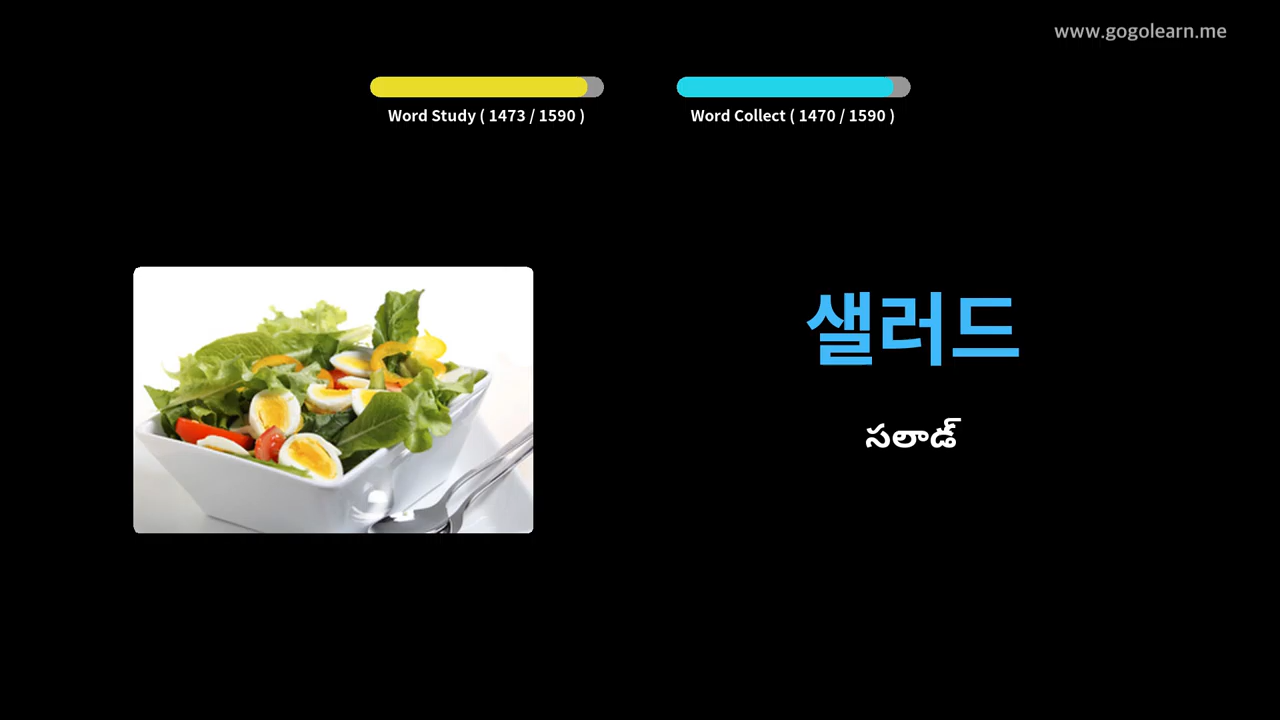 www.gogolearn.me
Word Study ( 1473 / 1590 )
Word Collect ( 1470 / 1590 )
샐러드
సలాడ్